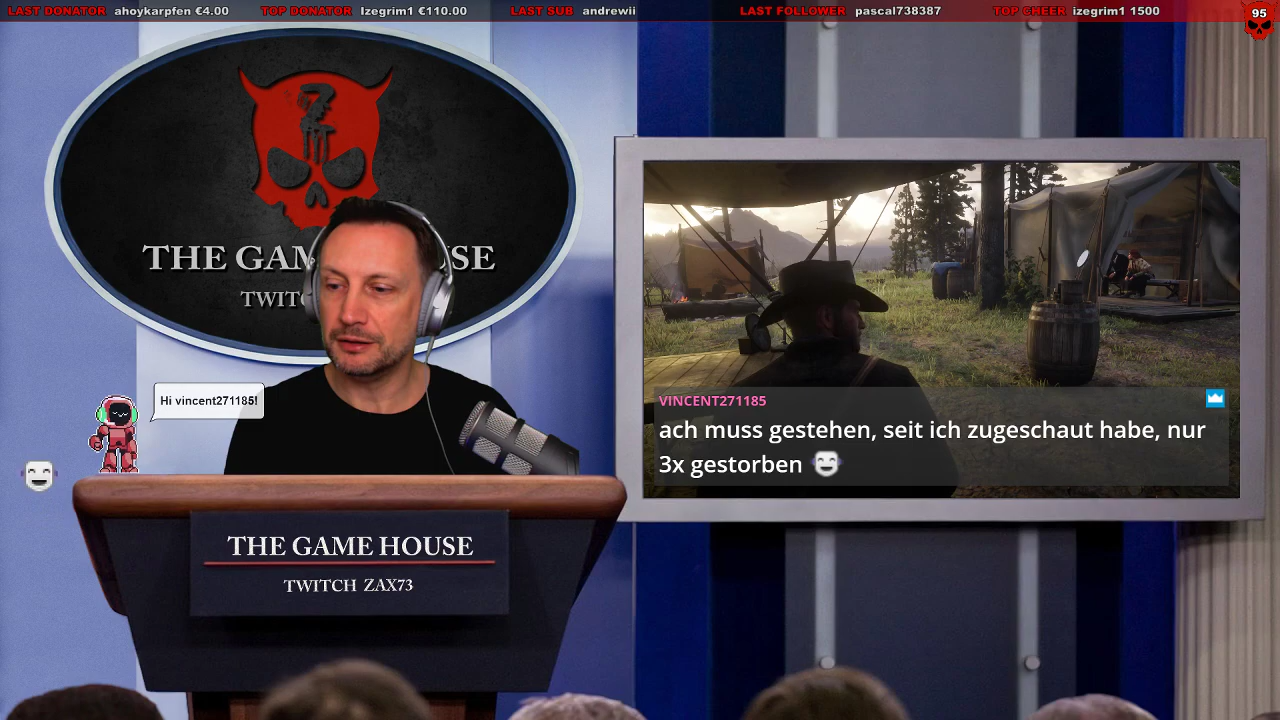 LAST DONATOR ahoykarpfen €4.00 TOP DONATOR Izegrim1 €110.00 LAST SUB andrewii LAST FOLLOWER pascal738387 TOP CHEER izegrim1 1500 95
THE GAM SE
TWITC
Hi vincent271185!
VINCENT271185
ach muss gestehen, seit ich zugeschaut habe, nur
3x gestorben
THE GAME HOUSE
TWITCH ZAX73